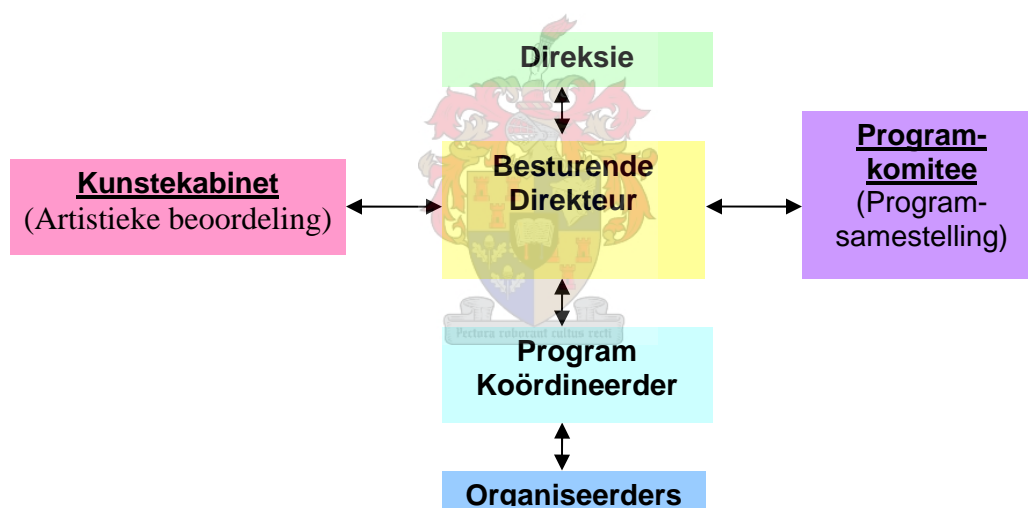 Direksie
Besturende
Direkteur
Kunstekabinet
(Artistieke beoordeling)
Program-
komitee
(Program-
samestelling)
Pectora roborant cultus recti
Program
Koördineerder
Organiseerders